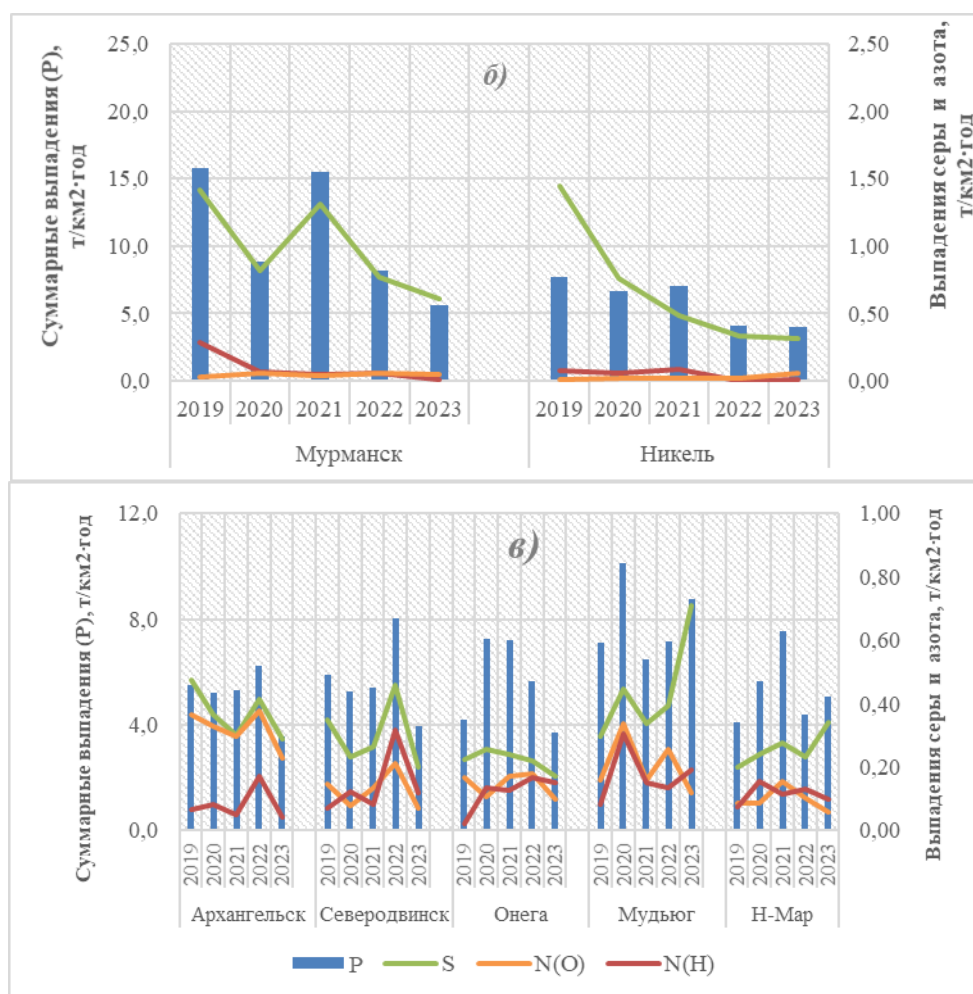 Суммарные выпадения (P),
т/км2·год
25,0
20,0
15,0
10,0
5,0
0,0
б)
2,50
2,00
1,50
1,00
0,50
0,00
Выпадения серы и азота,
т/км2·год
2019 2020 2021 2022 2023
2019 2020 2021 2022 2023
Мурманск
Никель
Суммарные выпадения (P), т/км2·год
12,0
8,0
4,0
0,0
в)
1,00
0,80
0,60
0,40
0,20
0,00
Выпадения серы и азота, т/км2·год
2019 2020 2021 2022 2023
2019 2020 2021 2022 2023
2019 2020 2021 2022 2023
2019 2020 2021 2022 2023
2019 2020 2021 2022 2023
Архангельск
Северодвинск
Онега
Мудьюг
Н-Мар
P S N(O) N(H)